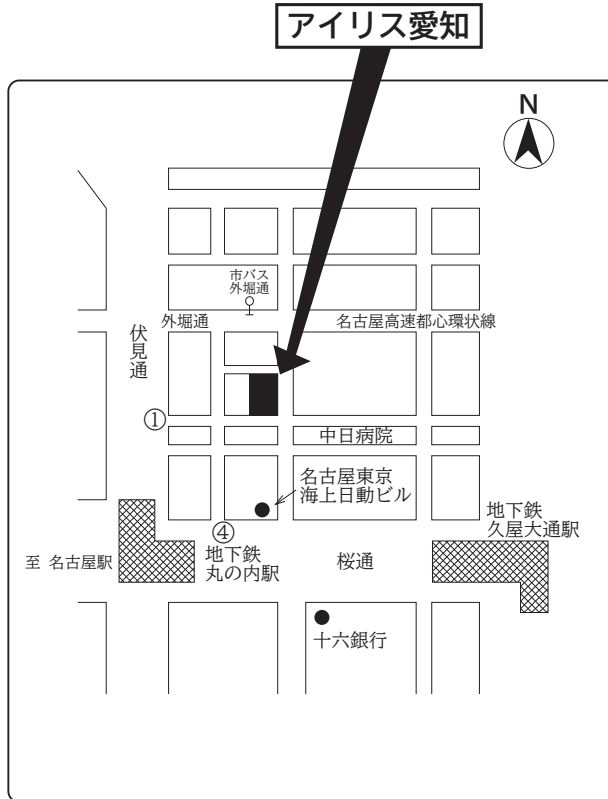 アイリス愛知
N
市バス
外堀通
外堀通
名古屋高速都心環状線
伏見通
①
中日病院
名古屋東京
海上日動ビル
④
地下鉄
久屋大通駅
至 名古屋駅
地下鉄
丸の内駅
桜通
十六銀行